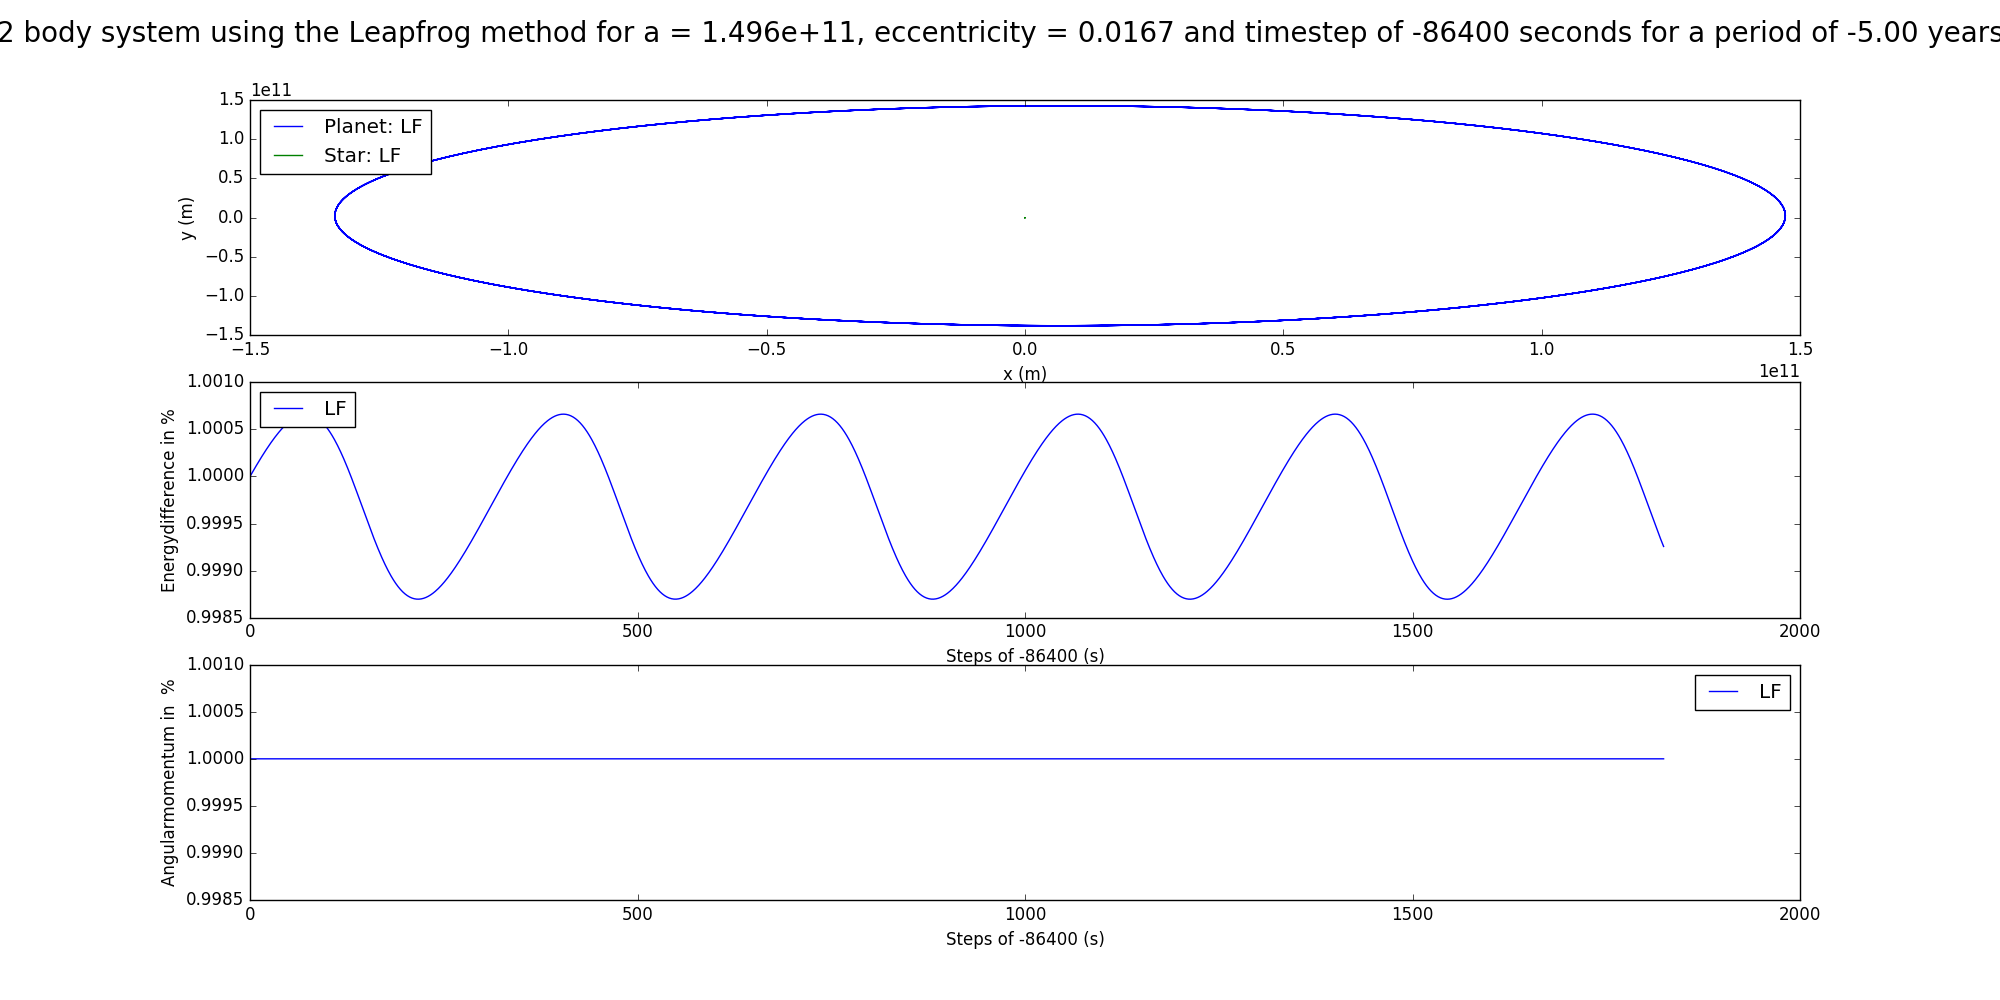 2 body system using the Leapfrog method for a = 1.496e+11, eccentricity = 0.0167 and timestep of -86400 seconds for a period of -5.00 years
1e11
Planet: LF
Star: LF
y (m)
1.5
1.0
0.5
0.0
−0.5
−1.0
−1.5
−1.5 −1.0 −0.5 0.0 0.5 1.0 1.5
x (m)
1e11
LF
Energydifference in %
1.0010
1.0005
1.0000
0.9995
0.9990
0.9985
0 500 1000 1500 2000
Steps of -86400 (s)
LF
Angularmomentum in  %
1.0010
1.0005
1.0000
0.9995
0.9990
0.9985
0 500 1000 1500 2000
Steps of -86400 (s)